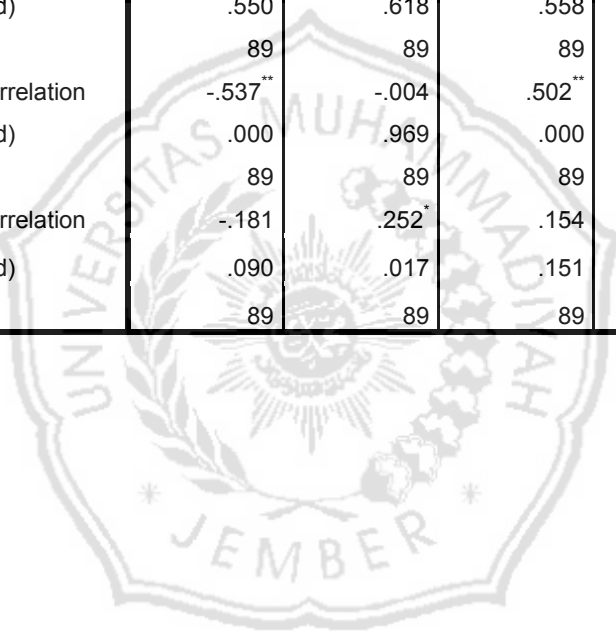 d) .550 .618 .558
89 89 89
rrelation -.537** -.004 .502**
d) .000 .969 .000
89 89 89
rrelation -.181 .252* .154
d) .090 .017 .151
89 89 89
UNIVERSITAS MUHAMMADIYAH
JEMBER